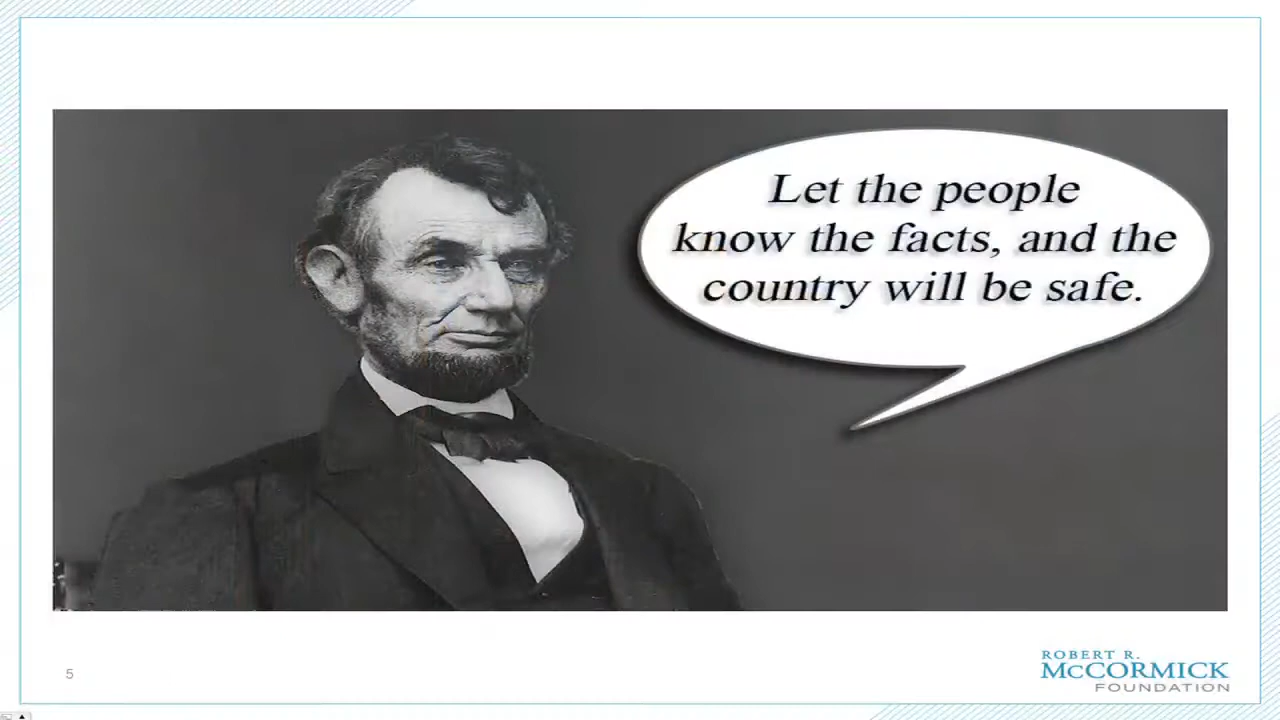 Let the people
know the facts, and the
country will be safe.
5
ROBERT R.
McCORMICK
FOUNDATION